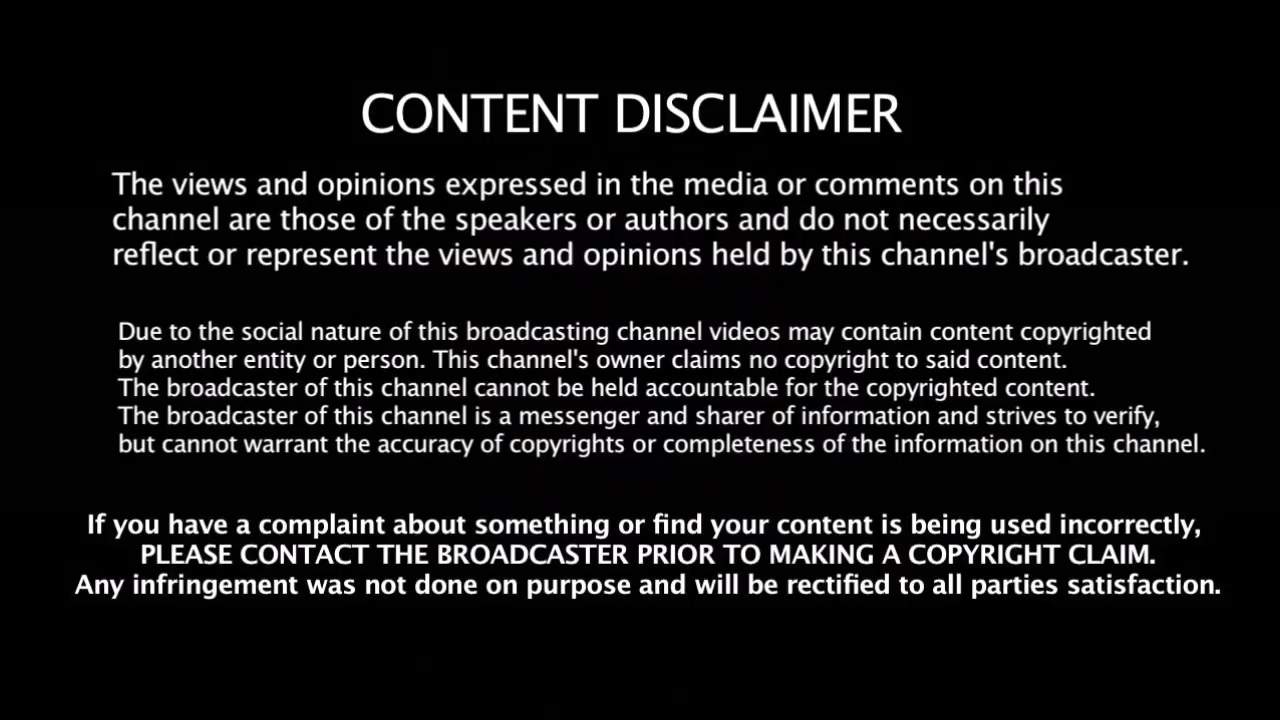 CONTENT DISCLAIMER
The views and opinions expressed in the media or comments on this
channel are those of the speakers or authors and do not necessarily
reflect or represent the views and opinions held by this channel's broadcaster.
Due to the social nature of this broadcasting channel videos may contain content copyrighted
by another entity or person. This channel's owner claims no copyright to said content.
The broadcaster of this channel cannot be held accountable for the copyrighted content.
The broadcaster of this channel is a messenger and sharer of information and strives to verify,
but cannot warrant the accuracy of copyrights or completeness of the information on this channel.
If you have a complaint about something or find your content is being used incorrectly,
PLEASE CONTACT THE BROADCASTER PRIOR TO MAKING A COPYRIGHT CLAIM.
Any infringement was not done on purpose and will be rectified to all parties satisfaction.